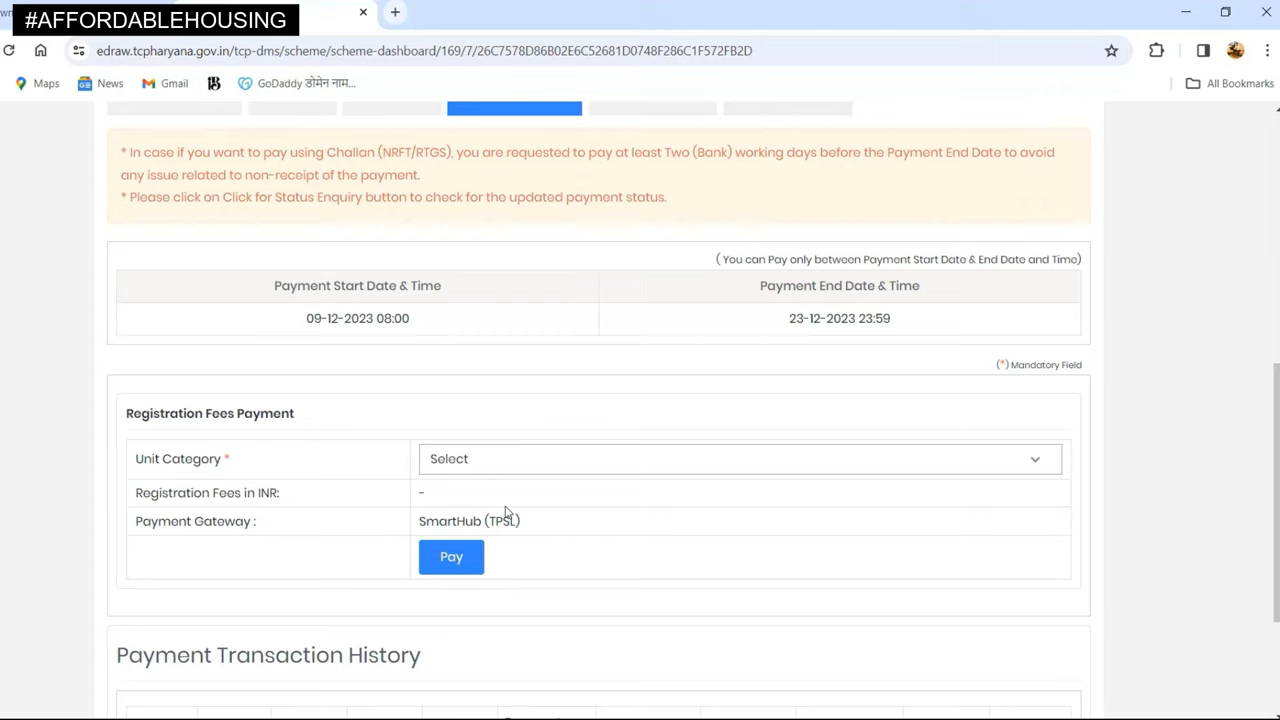 #AFFORDABLEHOUSING
edraw.tcpharyana.gov.in/tcp-dms/scheme/scheme-dashboard/169/7/26C7578D86B02E6C52681D0748F286C1F572FB2D
Maps News Gmail GoDaddy डोमेन नाम... All Bookmarks
* In case if you want to pay using Challan (NRFT/RTGS), you are requested to pay at least Two (Bank) working days before the Payment End Date to avoid
any issue related to non-receipt of the payment.
* Please click on Click for Status Enquiry button to check for the updated payment status.
( You can Pay only between Payment Start Date & End Date and Time)
Payment Start Date & Time Payment End Date & Time
09-12-2023 08:00 23-12-2023 23:59
(*) Mandatory Field
Registration Fees Payment
Unit Category * Select
Registration Fees in INR: -
Payment Gateway : SmartHub (TPSL)
Pay
Payment Transaction History